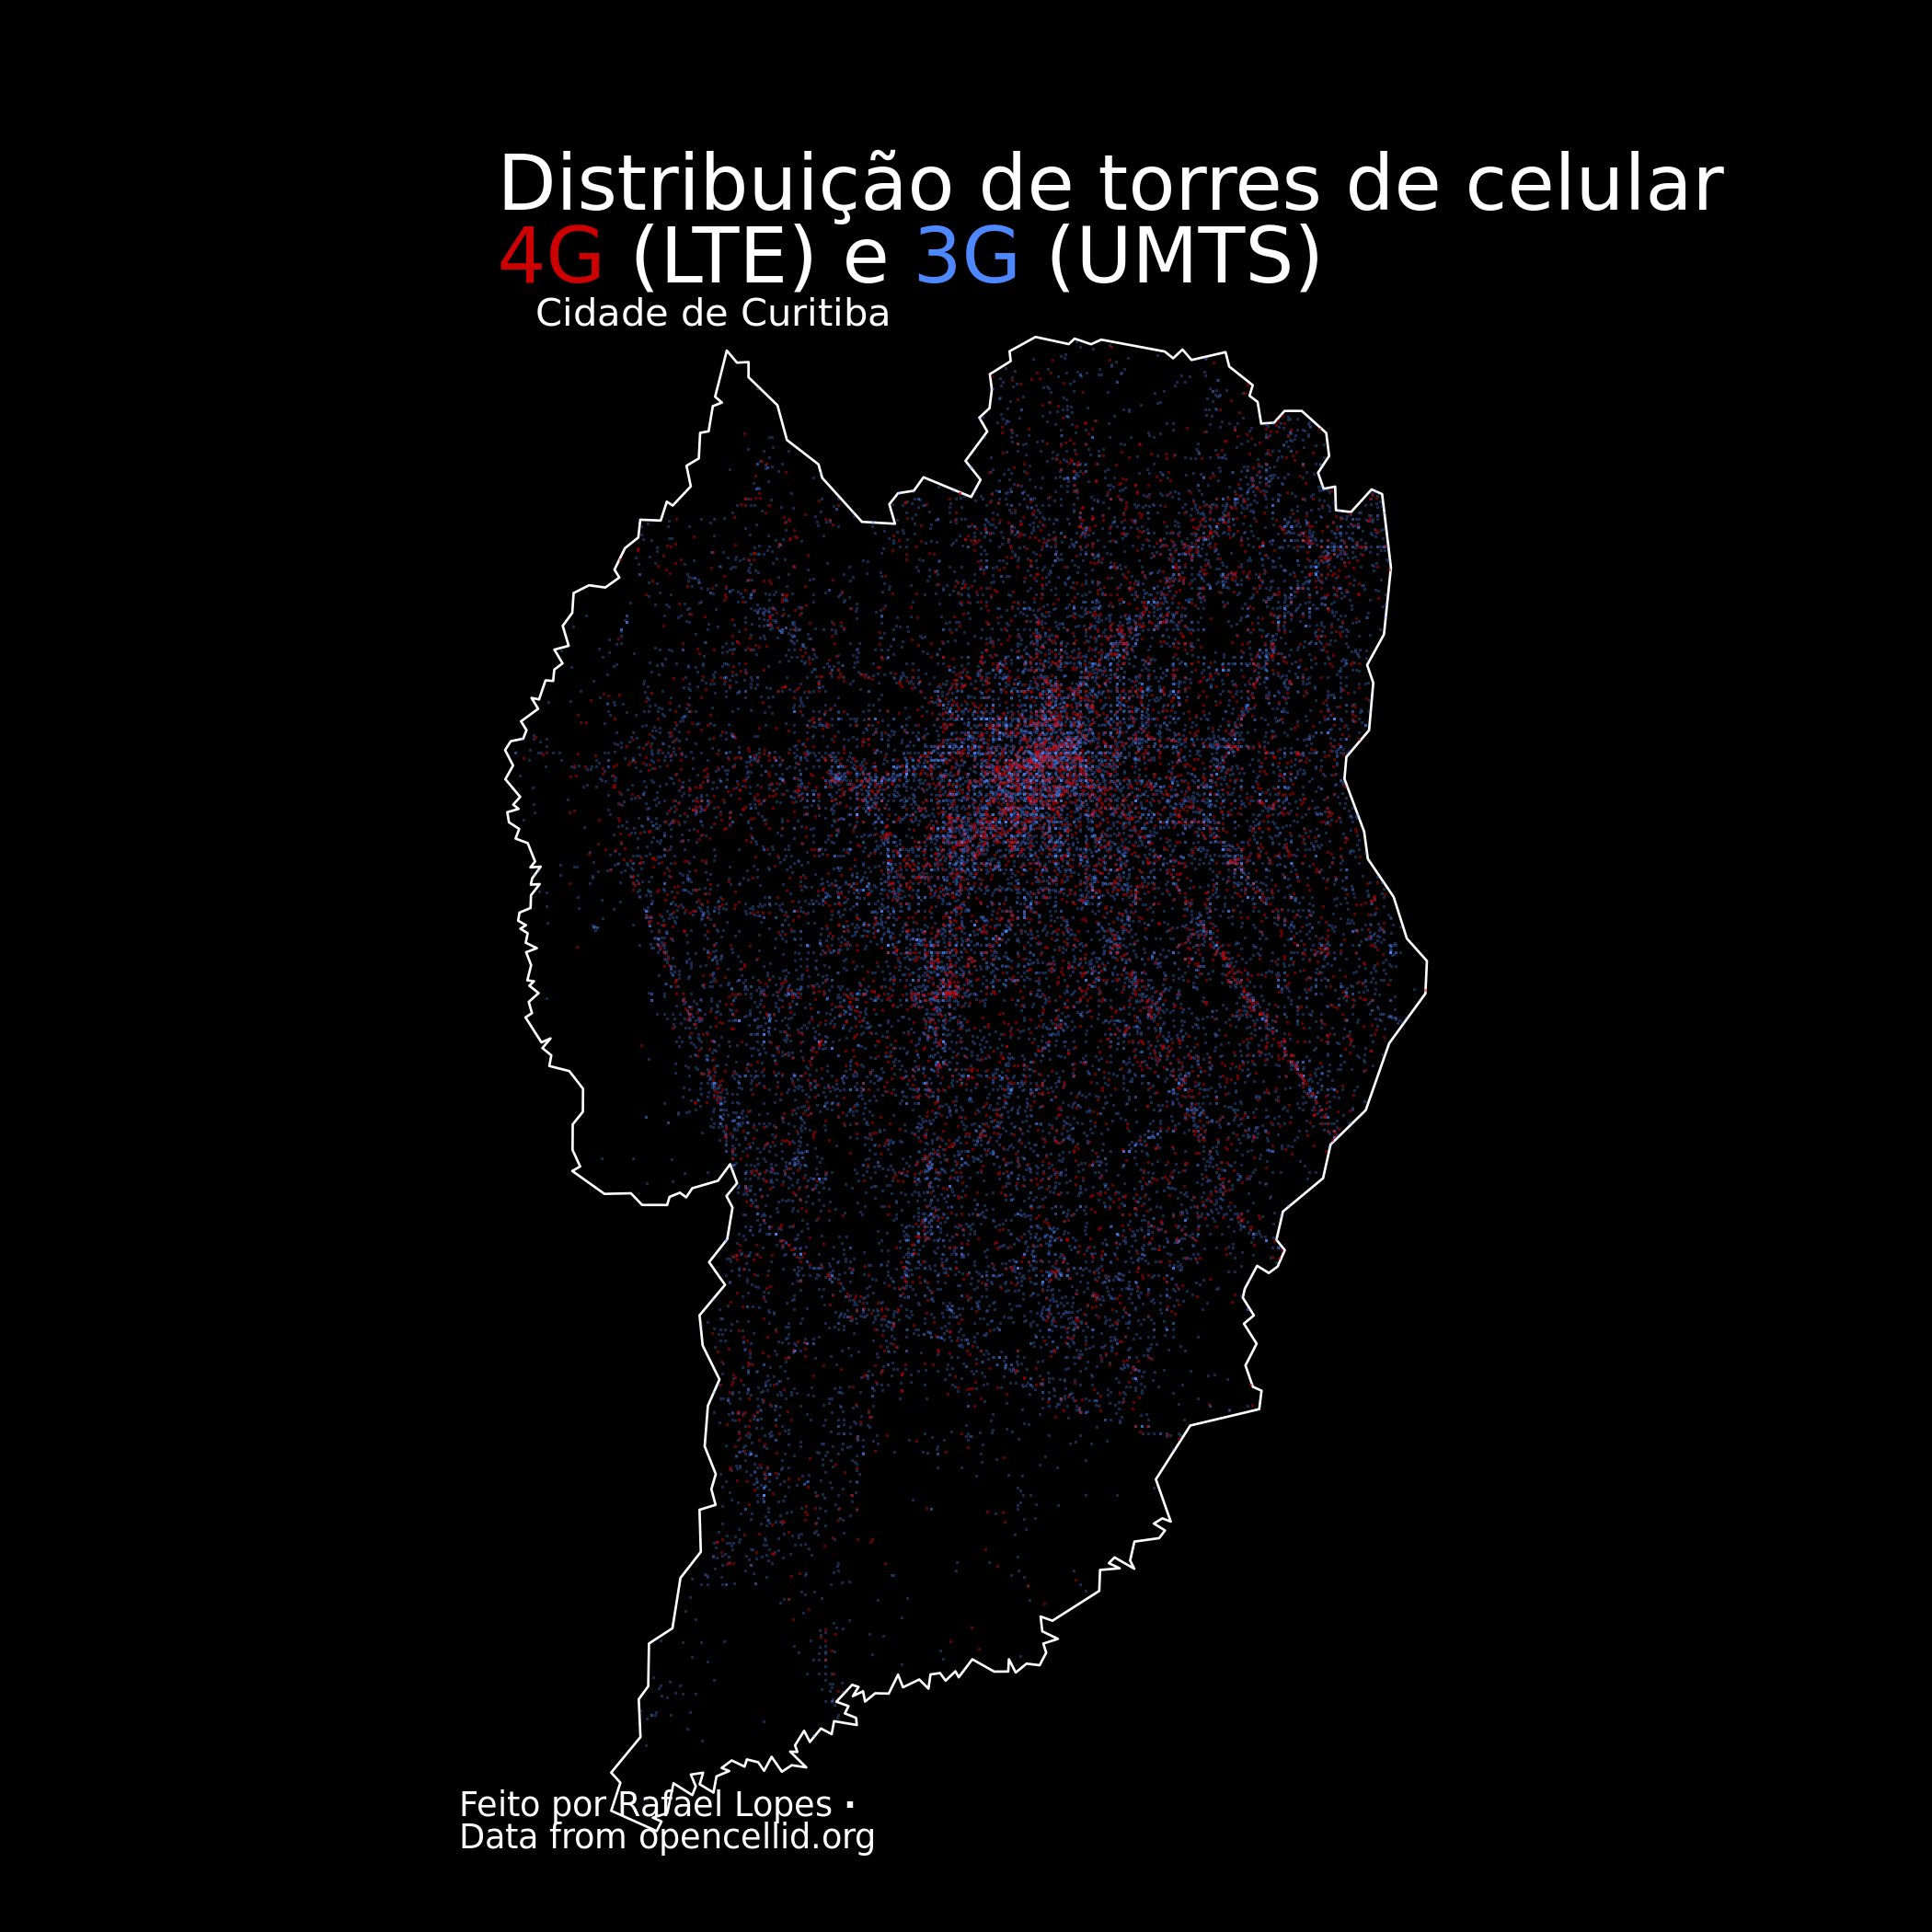 Distribuição de torres de celular
4G (LTE) e 3G (UMTS)
Cidade de Curitiba
Feito por Rafael Lopes ·
Data from opencellid.org